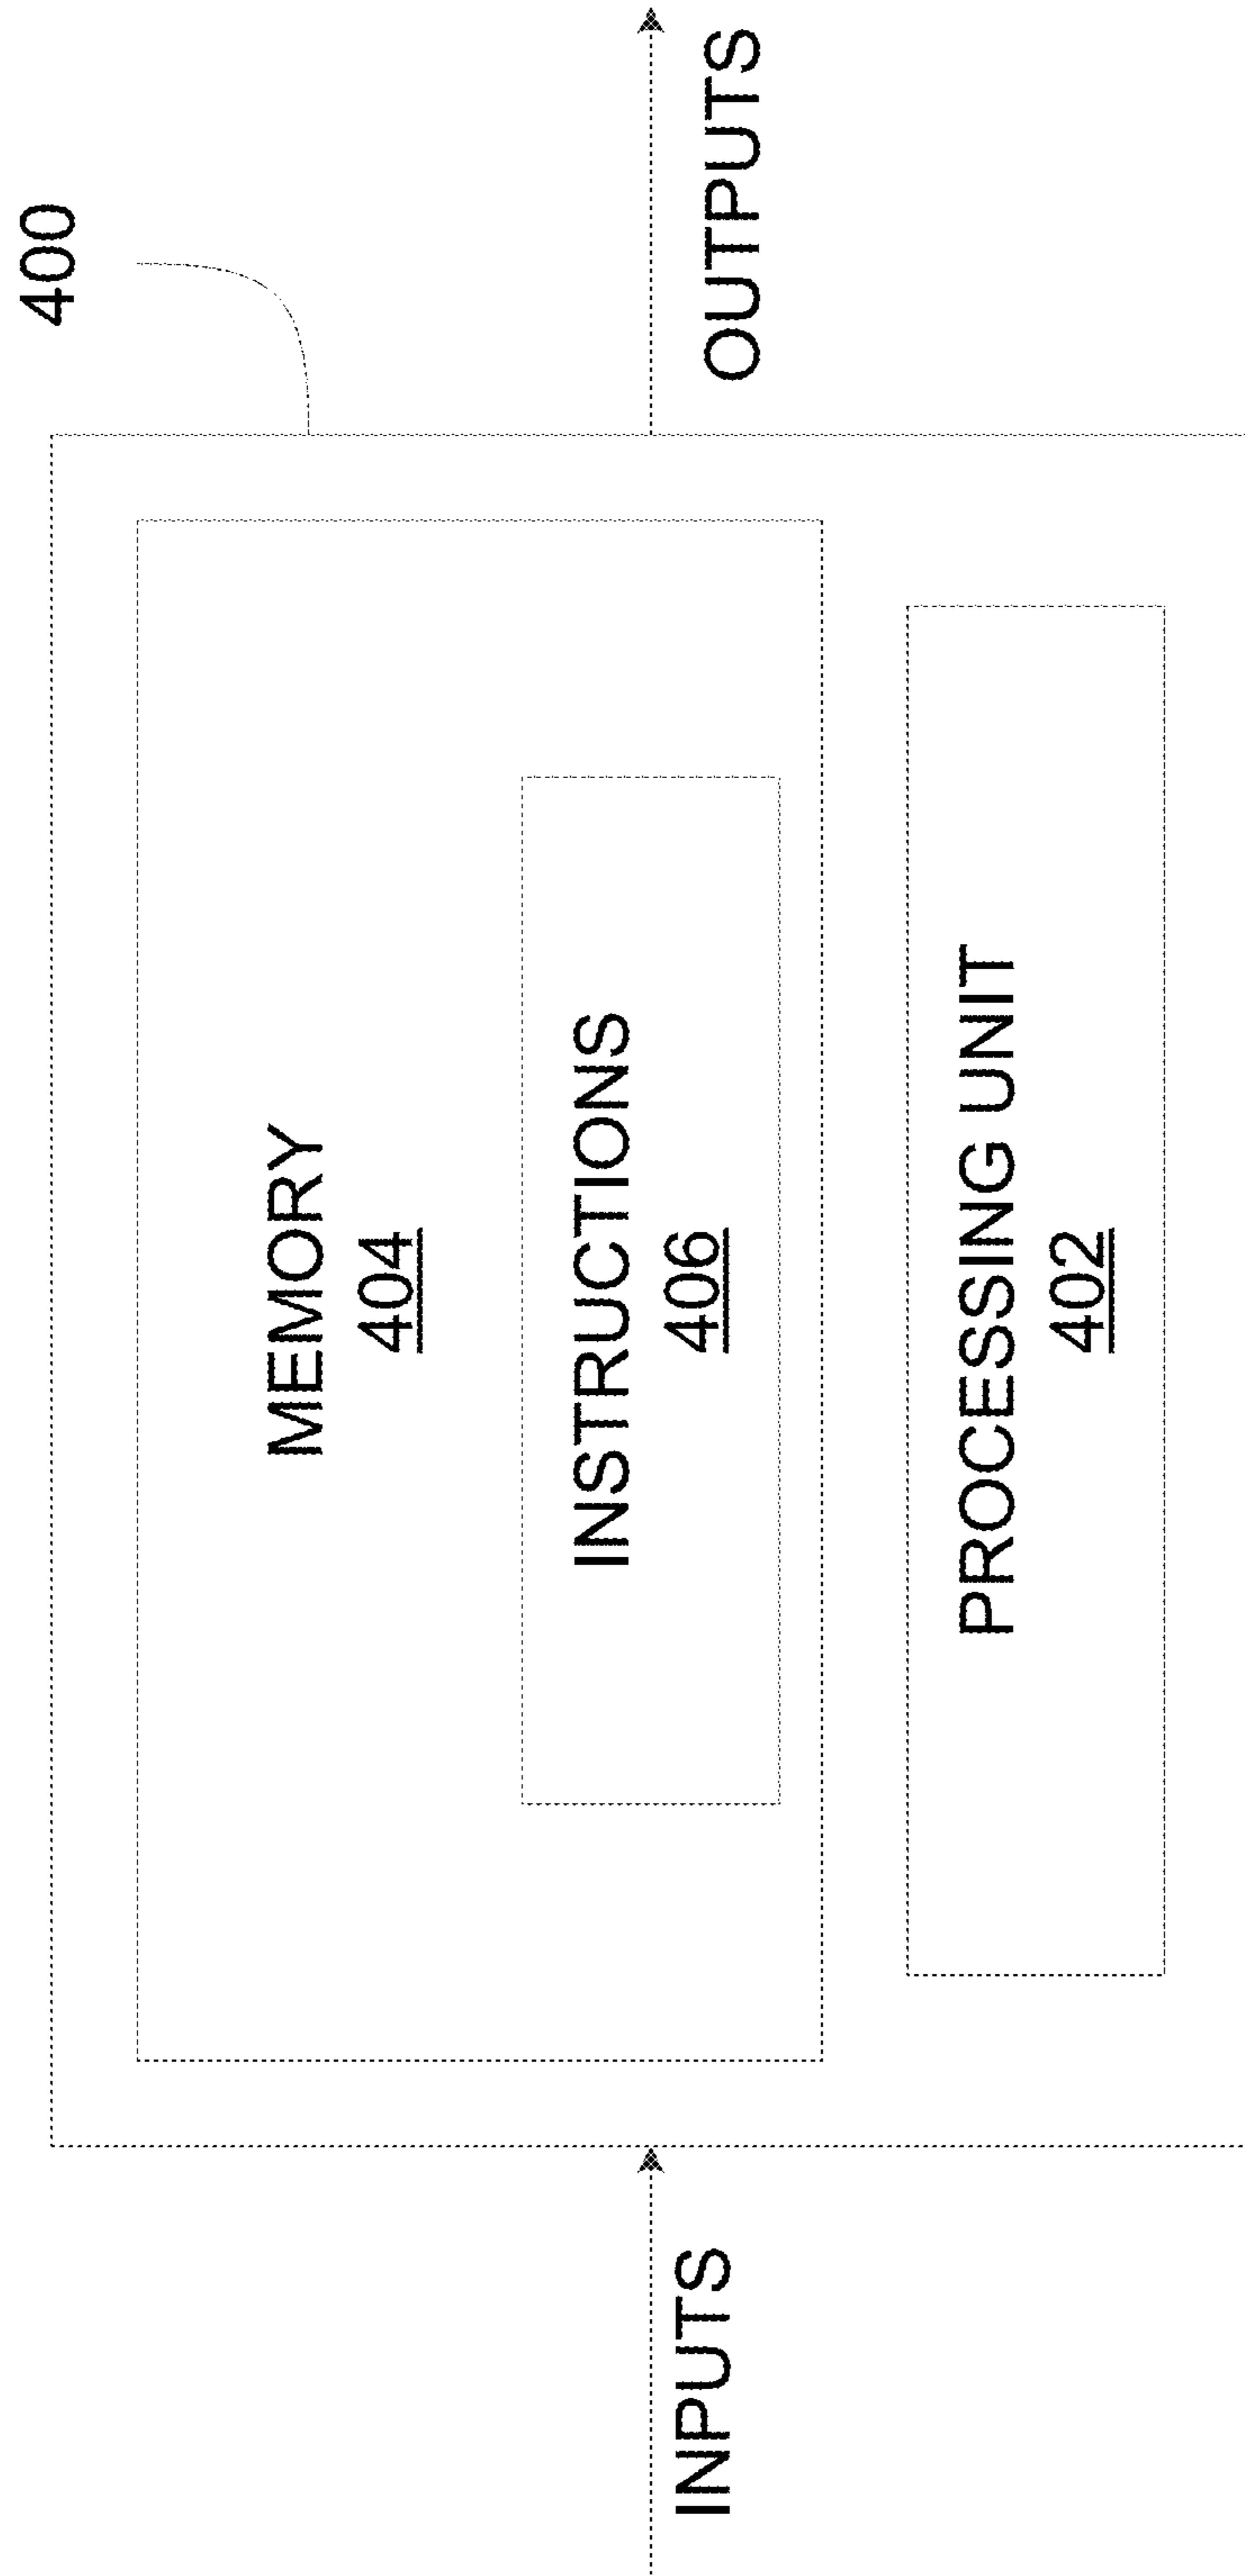 400
MEMORY
404
INSTRUCTIONS
406
INPUTS
OUTPUTS
PROCESSING UNIT
402